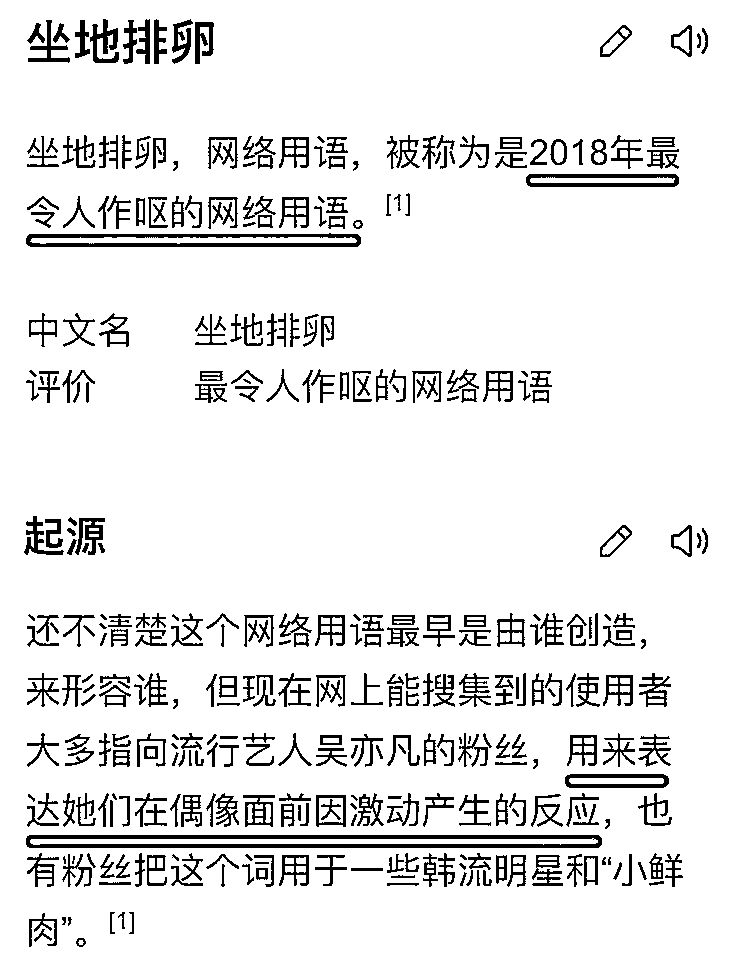 坐地排卵
坐地排卵，网络用语，被称为是2018年最
令人作呕的网络用语。[1]
中文名 坐地排卵
评价 最令人作呕的网络用语
起源
还不清楚这个网络用语最早是由谁创造，
来形容谁，但现在网上能搜集到的使用者
大多指向流行艺人吴亦凡的粉丝，用来表
达她们在偶像面前因激动产生的反应，也
有粉丝把这个词用于一些韩流明星和“小鲜
肉”。[1]